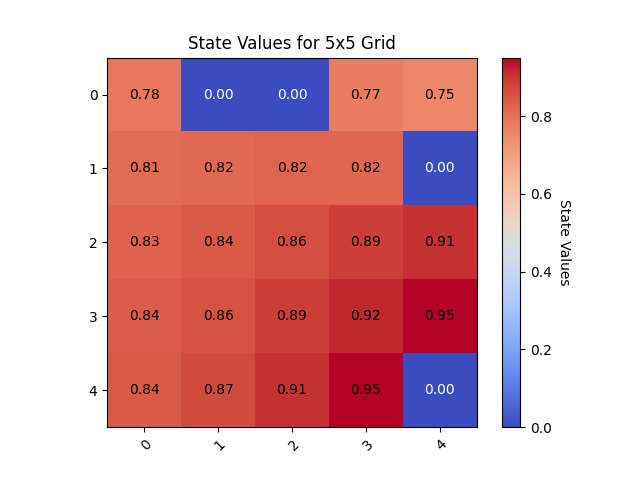 State Values for 5x5 Grid
0 0.78 0.00 0.00 0.77 0.75
1 0.81 0.82 0.82 0.82 0.00
2 0.83 0.84 0.86 0.89 0.91
3 0.84 0.86 0.89 0.92 0.95
4 0.84 0.87 0.91 0.95 0.00
0 1 2 3 4
0.8
0.6
0.4
0.2
0.0
State Values